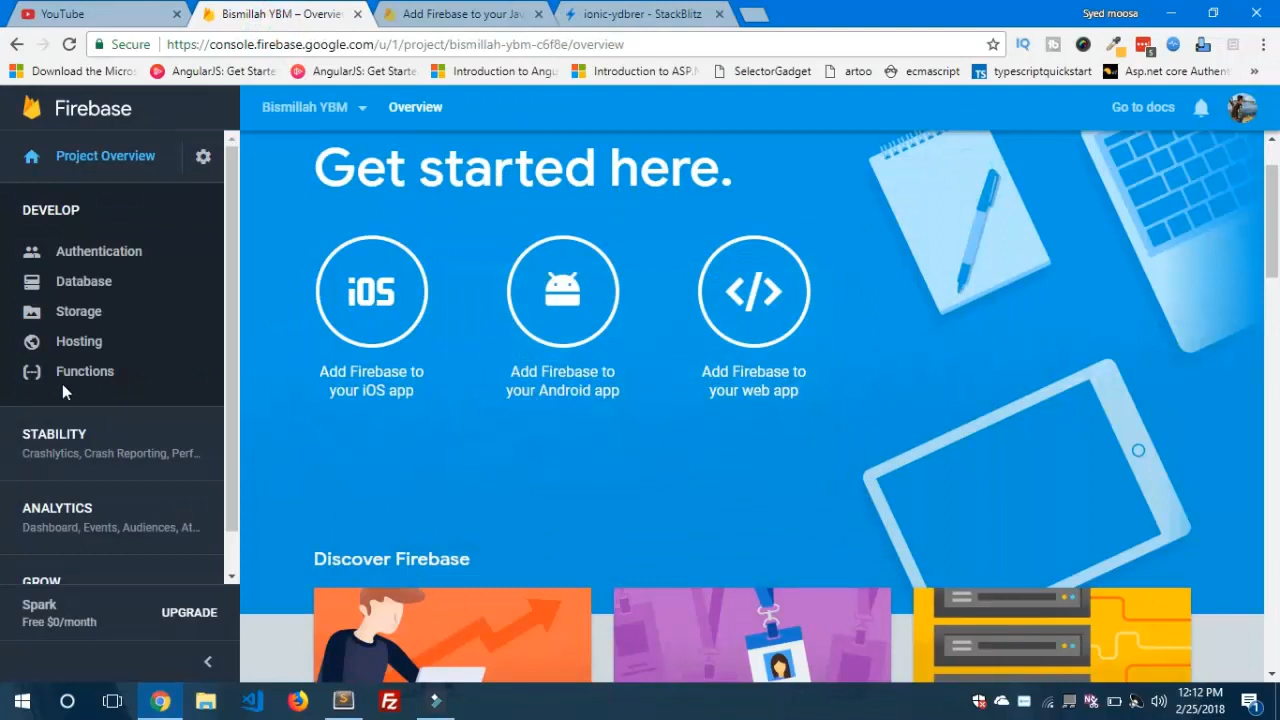 YouTube
Bismillah YBM – Overvie
Add Firebase to your Jav
ionic-ydbrer - StackBlitz
Syed moosa
Secure
https://console.firebase.google.com/u/1/project/bismillah-ybm-c6f8e/overview
Download the Micros
AngularJS: Get Starte
AngularJS: Get Starte
Introduction to Angu
Introduction to ASP.N
SelectorGadget
artoo
ecmascript
typescriptquickstart
Asp.net core Authent
Firebase
Bismillah YBM
Overview
Go to docs
Project Overview
Get started here.
DEVELOP
Authentication
Database
Storage
Hosting
Functions
iOS
Add Firebase to
your iOS app
Add Firebase to
your Android app
</>
Add Firebase to
your web app
STABILITY
Crashlytics, Crash Reporting, Perf...
ANALYTICS
Dashboard, Events, Audiences, At...
GROW
Discover Firebase
Spark
Free $0/month
UPGRADE
12:12 PM
2/25/2018